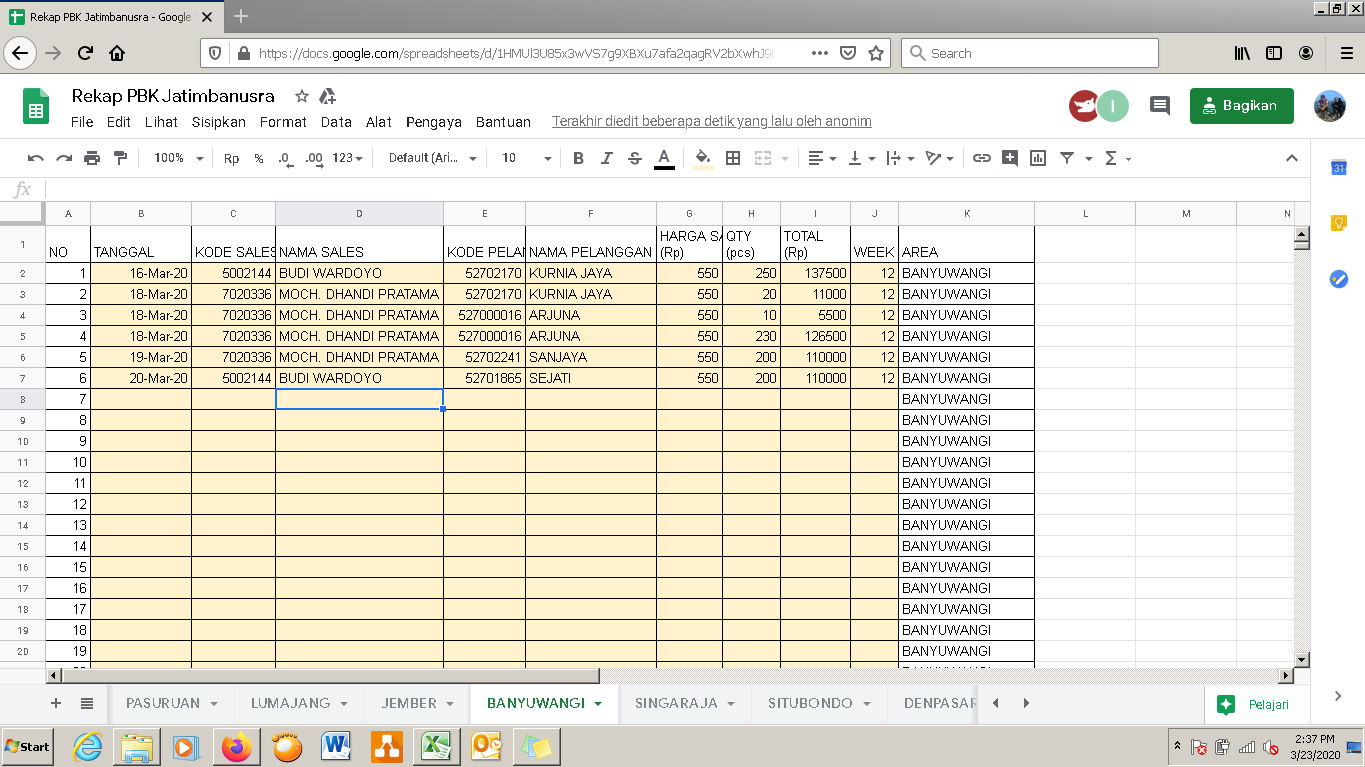 Rekap PBK Jatimbanusra - Google
https://docs.google.com/spreadsheets/d/1HMUl3U85x3wVS7g9XBXu7afa2qagRV2bXwhJ9
Search
Rekap PBK Jatimbanusra
File Edit Lihat Sisipkan Format Data Alat Pengaya Bantuan Terakhir diedit beberapa detik yang lalu oleh anonim
I
Bagikan
100% Rp % .0 .00 123 Default (Ari... 10 B I S A
31
fx
A B C D E F G H I J K L M N
1 NO TANGGAL KODE SALES NAMA SALES KODE PELAN NAMA PELANGGAN HARGA SA (Rp) QTY (pcs) TOTAL (Rp) WEEK AREA
2 1 16-Mar-20 5002144 BUDI WARDOYO 52702170 KURNIA JAYA 550 250 137500 12 BANYUWANGI
3 2 18-Mar-20 7020336 MOCH. DHANDI PRATAMA 52702170 KURNIA JAYA 550 20 11000 12 BANYUWANGI
4 3 18-Mar-20 7020336 MOCH. DHANDI PRATAMA 527000016 ARJUNA 550 10 5500 12 BANYUWANGI
5 4 18-Mar-20 7020336 MOCH. DHANDI PRATAMA 527000016 ARJUNA 550 230 126500 12 BANYUWANGI
6 5 19-Mar-20 7020336 MOCH. DHANDI PRATAMA 52702241 SANJAYA 550 200 110000 12 BANYUWANGI
7 6 20-Mar-20 5002144 BUDI WARDOYO 52701865 SEJATI 550 200 110000 12 BANYUWANGI
8 7 BANYUWANGI
9 8 BANYUWANGI
10 9 BANYUWANGI
11 10 BANYUWANGI
12 11 BANYUWANGI
13 12 BANYUWANGI
14 13 BANYUWANGI
15 14 BANYUWANGI
16 15 BANYUWANGI
17 16 BANYUWANGI
18 17 BANYUWANGI
19 18 BANYUWANGI
20 19 BANYUWANGI
PASURUAN LUMAJANG JEMBER BANYUWANGI SINGARAJA SITUBONDO DENPASAR Pelajari
Start
2:37 PM
3/23/2020